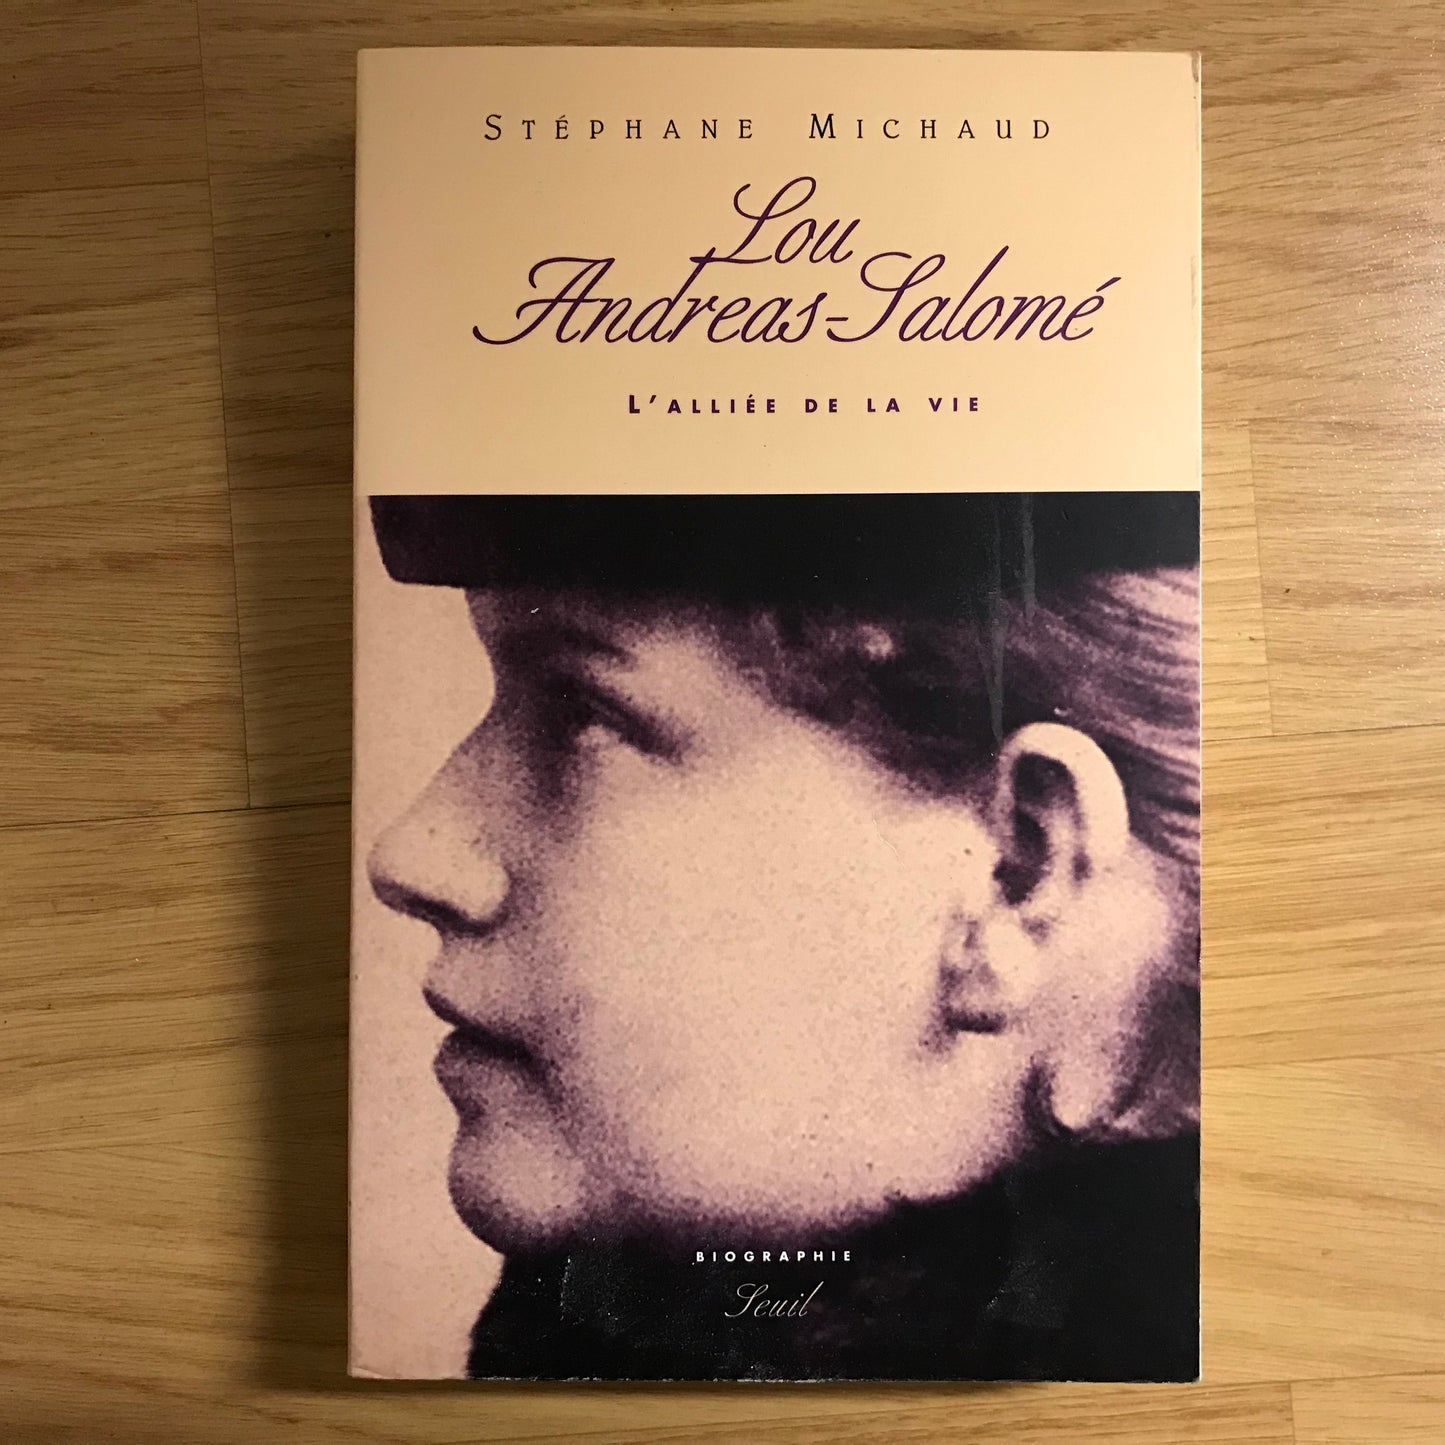 STÉPHANE MICHAUD
Lou
Andreas-Salomé
L'ALLIÉE DE LA VIE
BIOGRAPHIE
Seuil